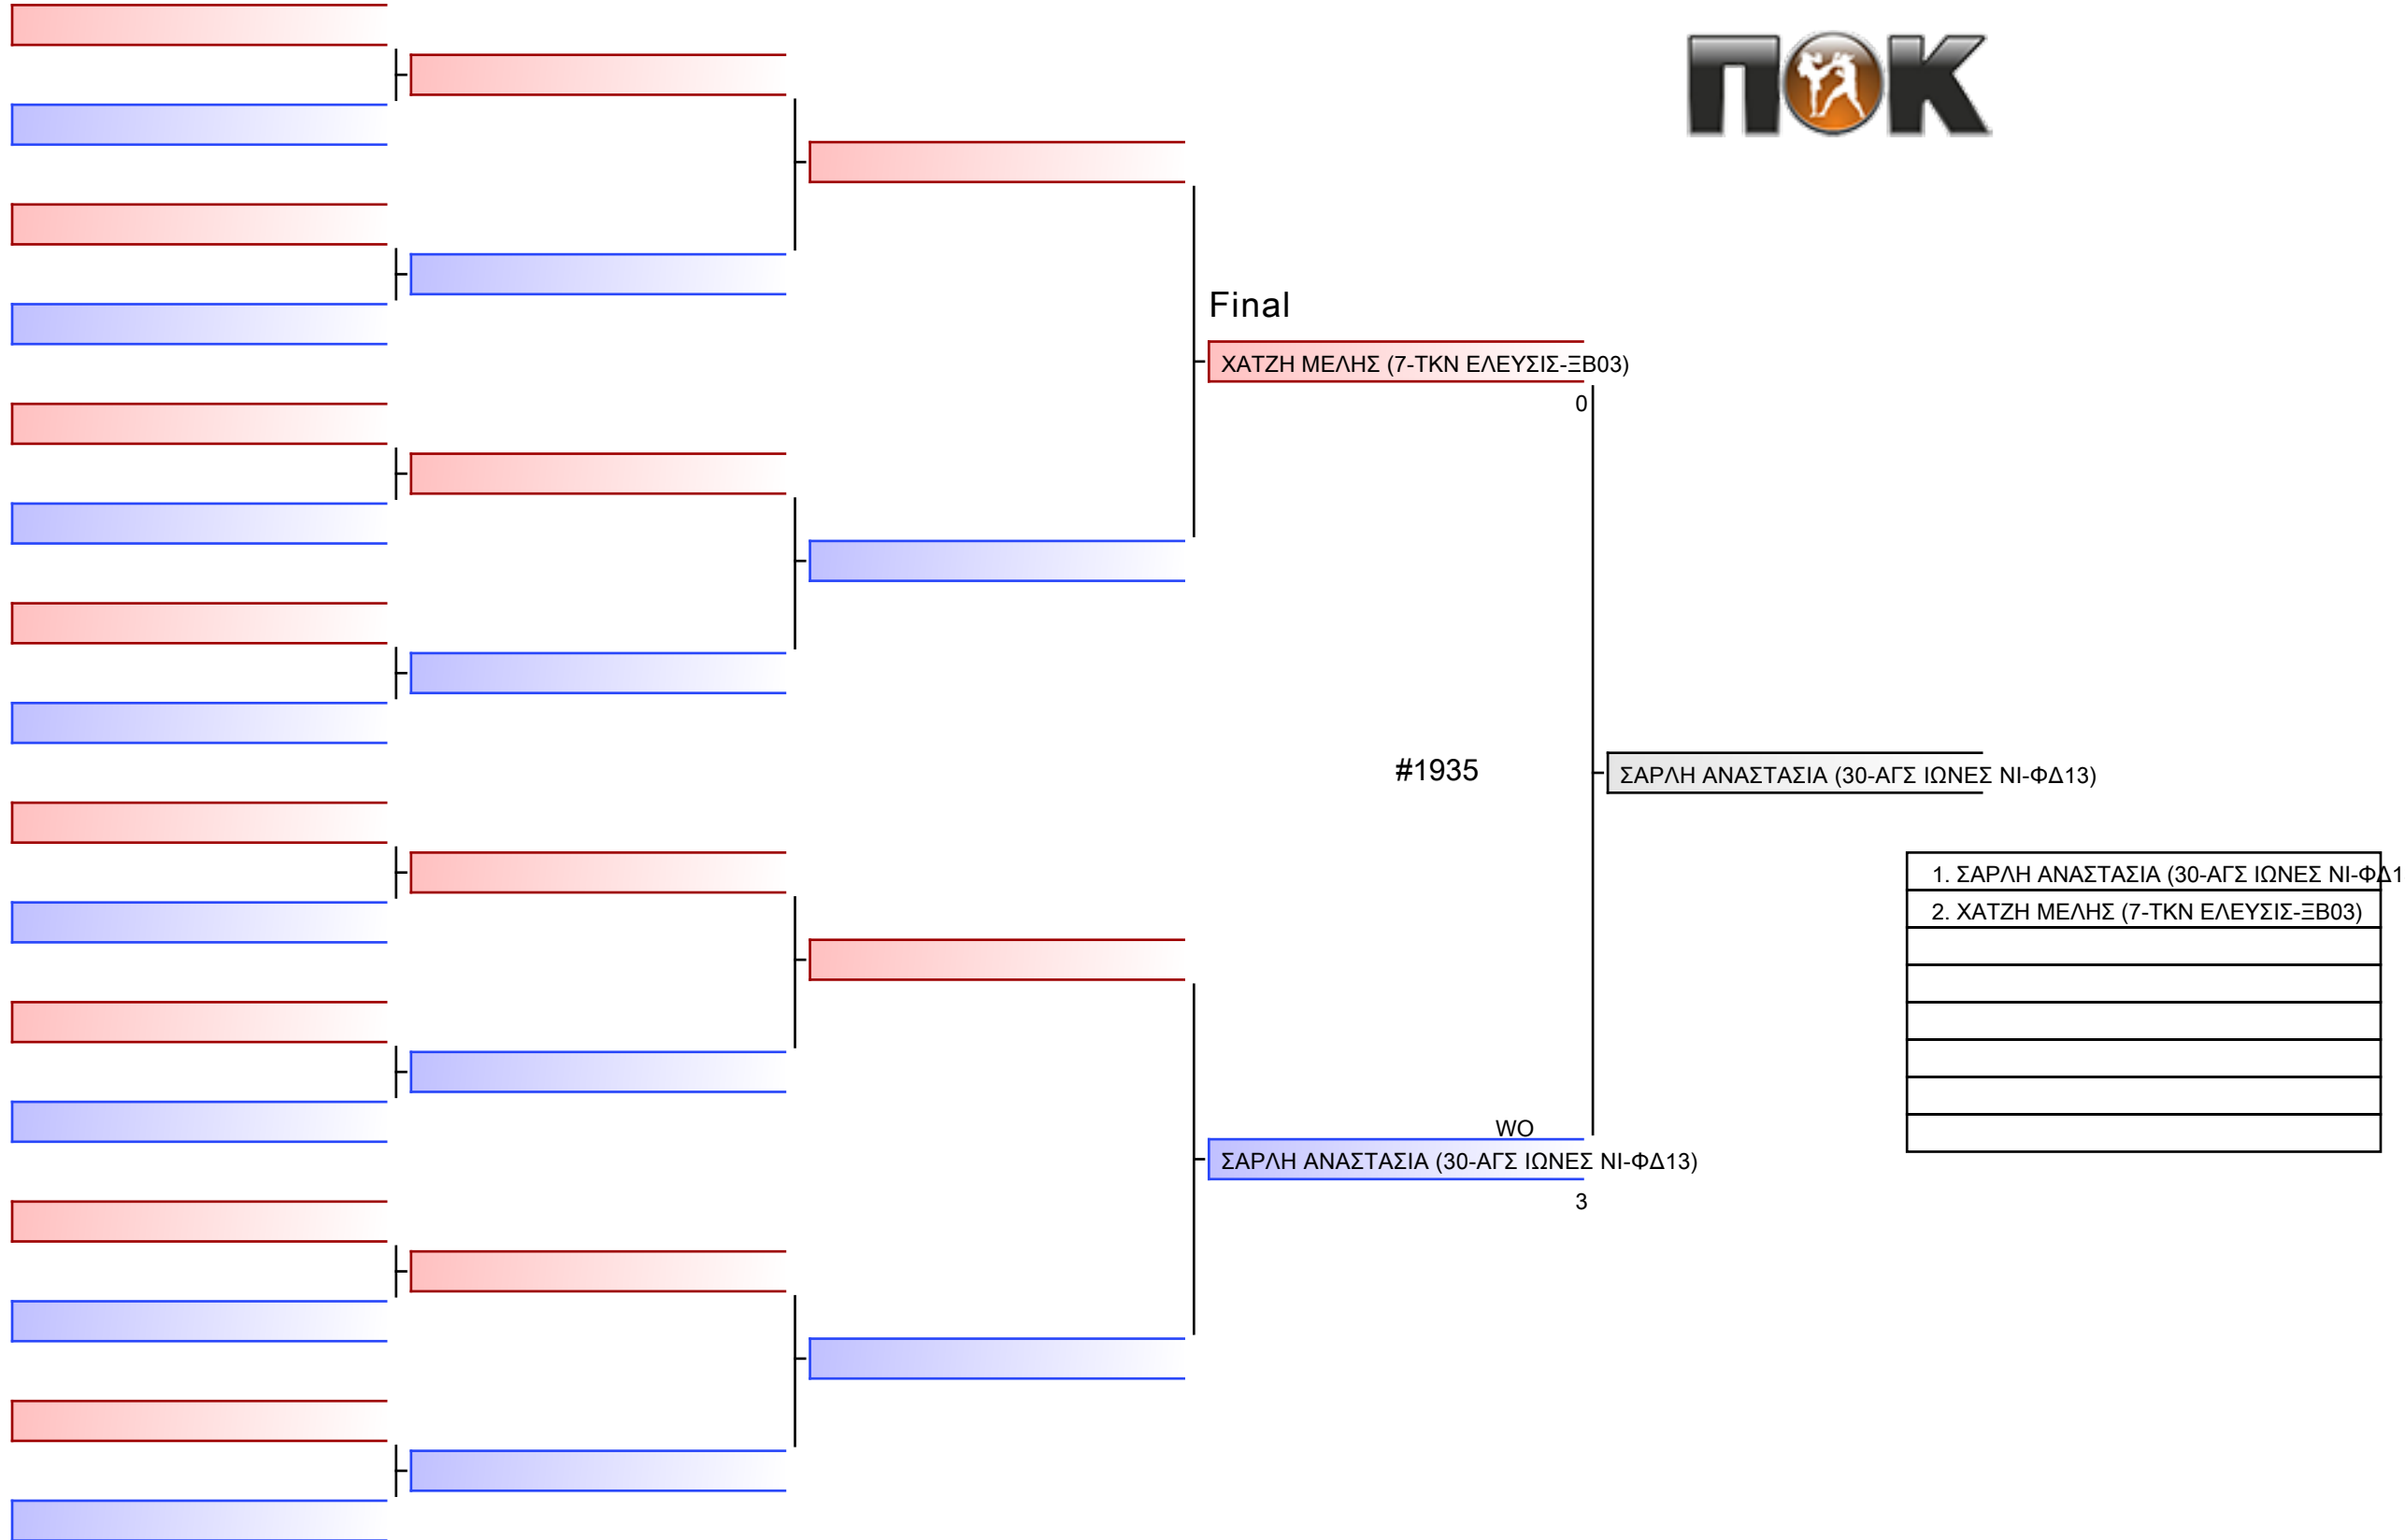 ΠΟΚ
Final
ΧΑΤΖΗ ΜΕΛΗΣ (7-ΤΚΝ ΕΛΕΥΣΙΣ-ΞΒ03)
0
#1935
ΣΑΡΛΗ ΑΝΑΣΤΑΣΙΑ (30-ΑΓΣ ΙΩΝΕΣ ΝΙ-ΦΔ13)
1. ΣΑΡΛΗ ΑΝΑΣΤΑΣΙΑ (30-ΑΓΣ ΙΩΝΕΣ ΝΙ-ΦΔ1
2. ΧΑΤΖΗ ΜΕΛΗΣ (7-ΤΚΝ ΕΛΕΥΣΙΣ-ΞΒ03)
WO
ΣΑΡΛΗ ΑΝΑΣΤΑΣΙΑ (30-ΑΓΣ ΙΩΝΕΣ ΝΙ-ΦΔ13)
3